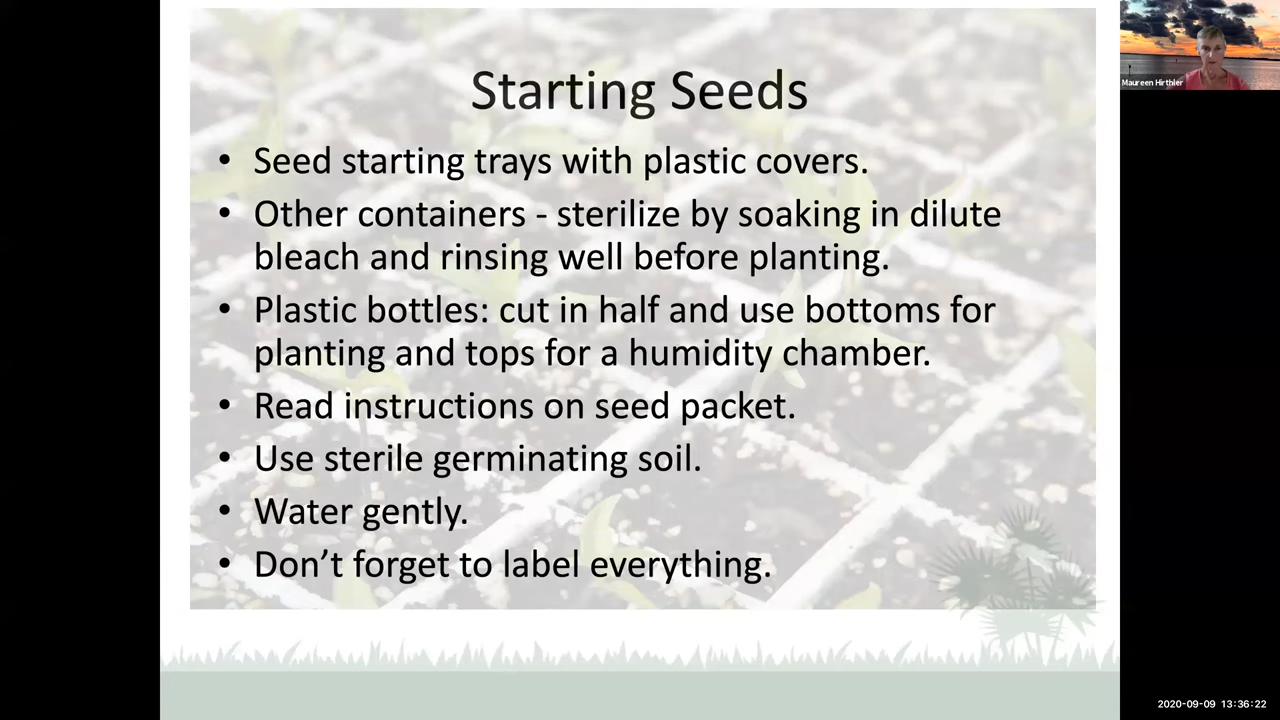 Starting Seeds
• Seed starting trays with plastic covers.
• Other containers - sterilize by soaking in dilute
bleach and rinsing well before planting.
• Plastic bottles: cut in half and use bottoms for
planting and tops for a humidity chamber.
• Read instructions on seed packet.
• Use sterile germinating soil.
• Water gently.
• Don’t forget to label everything.
Maureen Hirthler
2020-09-09 13:36:22